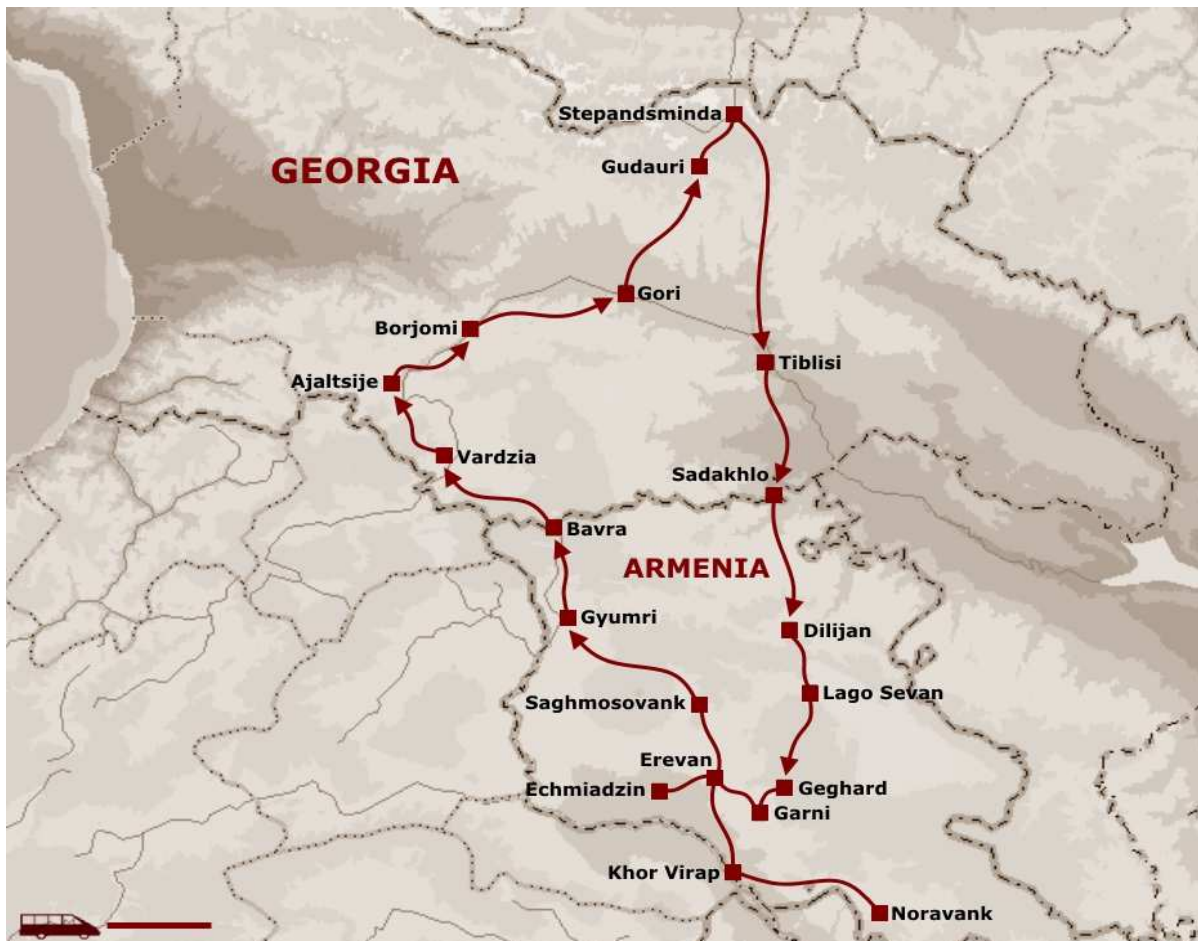 Stepandsminda
GEORGIA
Gudauri
Gori
Borjomi
Tiblisi
Ajaltsije
Vardzia
Sadakhlo
Bavra
ARMENIA
Gyumri
Dilijan
Saghmosovank
Lago Sevan
Erevan
Echmiadzin
Geghard
Garni
Khor Virap
Noravank